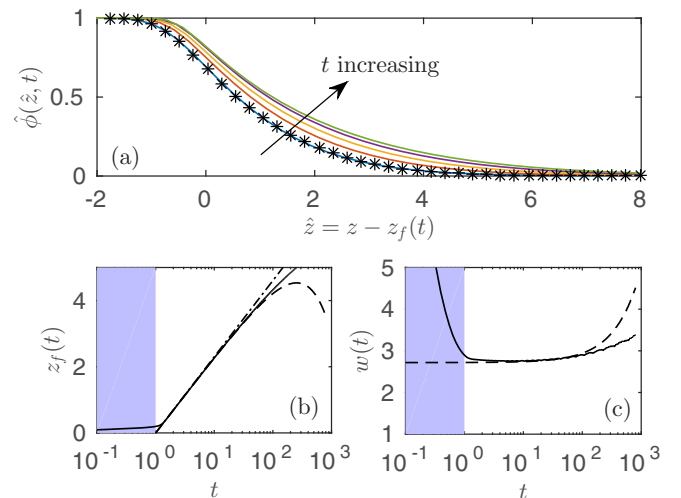 1
0.5
0
φ̂(ẑ, t)
t increasing
(a)
-2 0 2 4 6 8
ẑ = z − z_f(t)
4
2
0
z_f(t)
(b)
10^-1 10^0 10^1 10^2 10^3
t
5
4
3
2
1
w(t)
(c)
10^-1 10^0 10^1 10^2 10^3
t